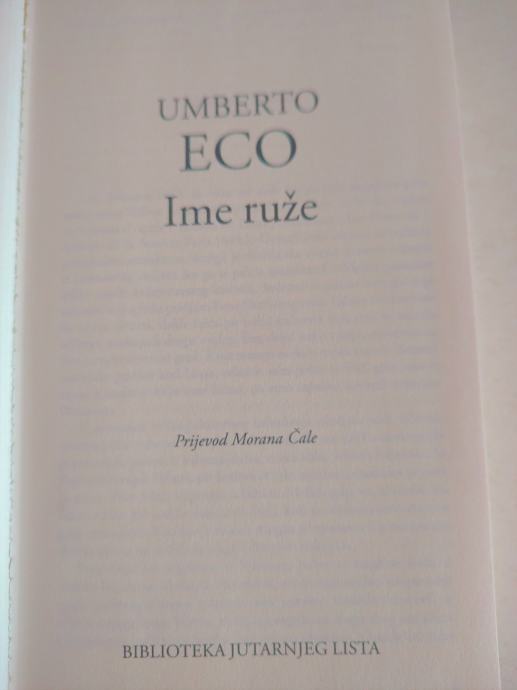 UMBERTO
ECO
Ime ruže
Prijevod Morana Čale
BIBLIOTEKA JUTARNJEG LISTA